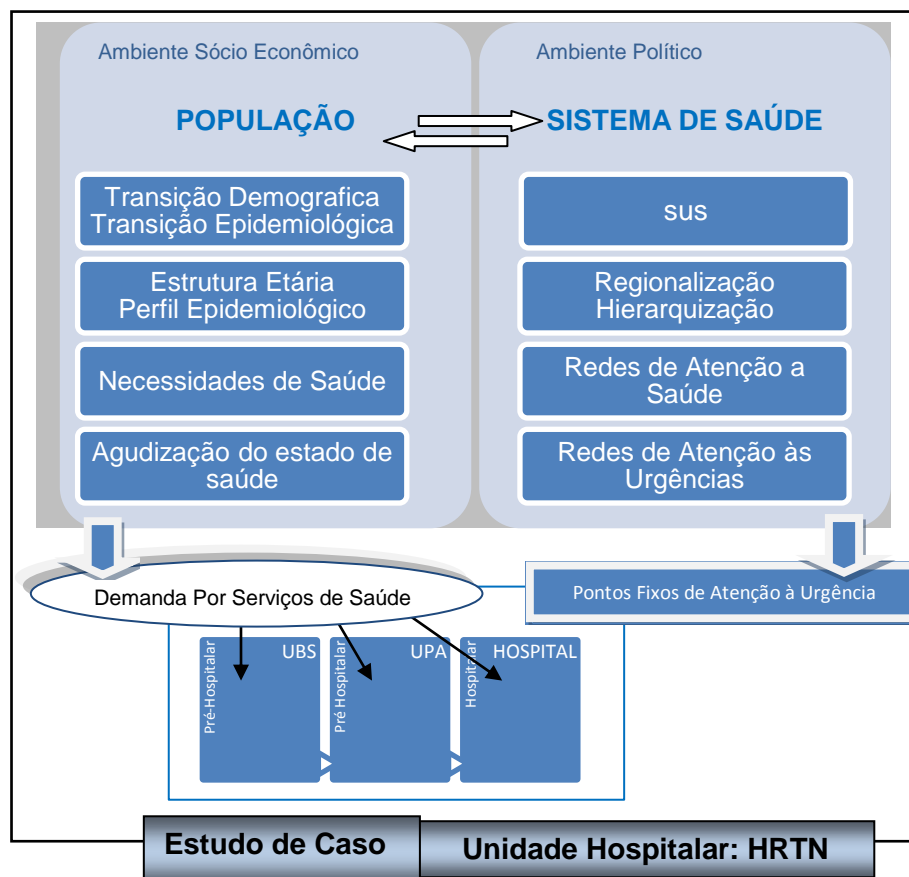 Ambiente Sócio Econômico
POPULAÇÃO
Transição Demografica
Transição Epidemiológica
Estrutura Etária
Perfil Epidemiológico
Necessidades de Saúde
Agudização do estado de
saúde
Ambiente Político
SISTEMA DE SAÚDE
sus
Regionalização
Hierarquização
Redes de Atenção a
Saúde
Redes de Atenção às
Urgências
Demanda Por Serviços de Saúde
Pontos Fixos de Atenção à Urgência
Pré-Hospitalar
UBS
Pré Hospitalar
UPA
Hospitalar
HOSPITAL
Estudo de Caso
Unidade Hospitalar: HRTN